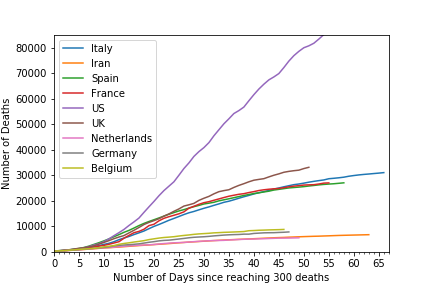 80000
70000
60000
50000
40000
30000
20000
10000
0
Number of Deaths
Italy
Iran
Spain
France
US
UK
Netherlands
Germany
Belgium
0 5 10 15 20 25 30 35 40 45 50 55 60 65
Number of Days since reaching 300 deaths